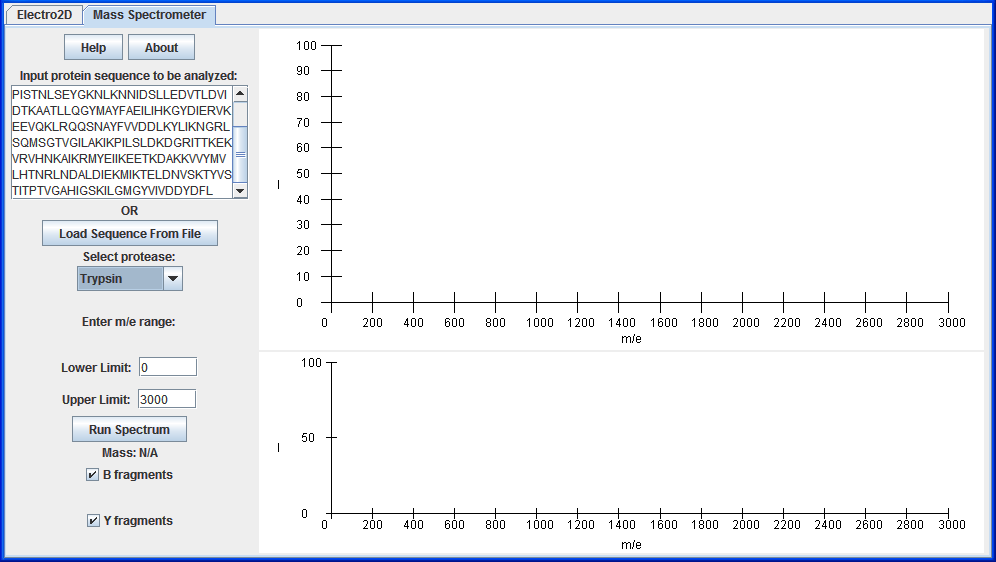 Electro2D Mass Spectrometer
Help About
Input protein sequence to be analyzed:
PISTNLSEYGKNLKNNIDSLLEDVTLDVI
DTKAATLLQGYMAYFAEILIHKGYDIERVK
EEVQKLRQQSNAYFVVDDLKYLIKNGRL
SQMSGTVGILAKIKPILSLDKDGRITTKEK
VRVHNKAIKRMYEIIKEETKDAKKVVYMV
LHTNRLNDALDIEKMIKTELDNVSKTYVS
TITPTVGAHIGSKILGMGYVIVDDYDFL
OR
Load Sequence From File
Select protease:
Trypsin
Enter m/e range:
Lower Limit: 0
Upper Limit: 3000
Run Spectrum
Mass: N/A
B fragments
Y fragments
100
90
80
70
60
50
40
30
20
10
0
I
0 200 400 600 800 1000 1200 1400 1600 1800 2000 2200 2400 2600 2800 3000
m/e
100
50
0
I
0 200 400 600 800 1000 1200 1400 1600 1800 2000 2200 2400 2600 2800 3000
m/e